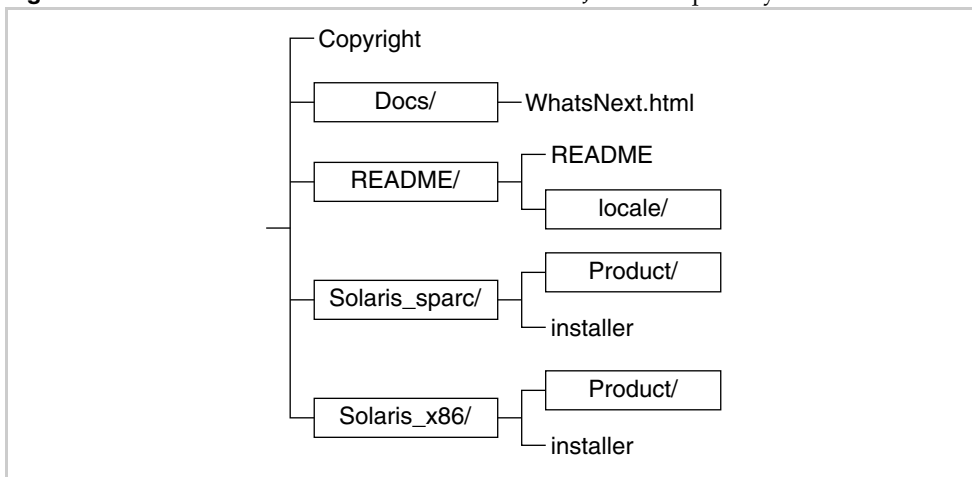 Copyright
Docs/
WhatsNext.html
README/
README
locale/
Solaris_sparc/
Product/
installer
Solaris_x86/
Product/
installer